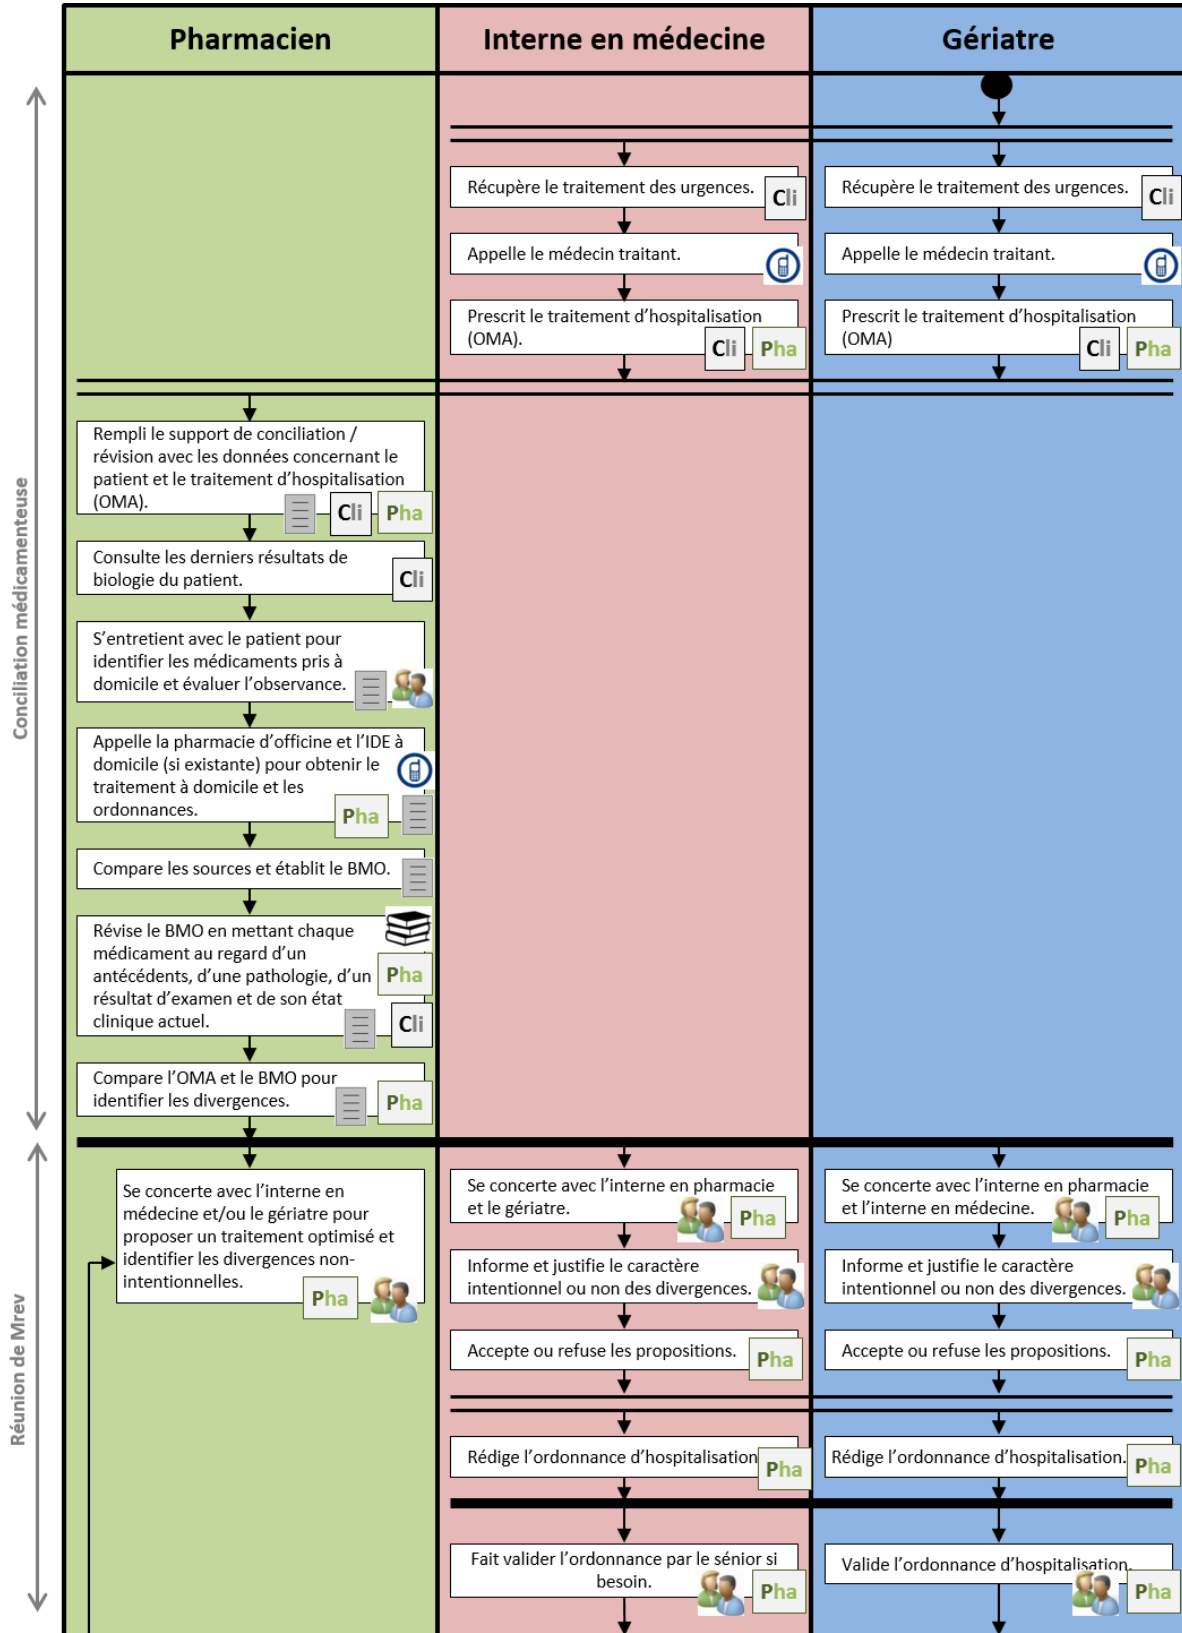 Pharmacien
Interne en médecine
Gériatre
Conciliation médicamenteuse
Récupère le traitement des urgences.
Cli
Récupère le traitement des urgences.
Cli
Appelle le médecin traitant.
Appelle le médecin traitant.
Prescrit le traitement d'hospitalisation
(OMA).
Cli Pha
Prescrit le traitement d'hospitalisation
(OMA)
Cli Pha
Rempli le support de conciliation /
révision avec les données concernant le
patient et le traitement d'hospitalisation
(OMA).
Cli Pha
Consulte les derniers résultats de
biologie du patient.
Cli
S'entretient avec le patient pour
identifier les médicaments pris à
domicile et évaluer l'observance.
Appelle la pharmacie d'officine et l'IDE à
domicile (si existante) pour obtenir le
traitement à domicile et les
ordonnances.
Pha
Compare les sources et établit le BMO.
Révise le BMO en mettant chaque
médicament au regard d'un
antécédents, d'une pathologie, d'un
résultat d'examen et de son état
clinique actuel.
Pha
Cli
Compare l'OMA et le BMO pour
identifier les divergences.
Pha
Réunion de Mrev
Se concerte avec l'interne en
médecine et/ou le gériatre pour
proposer un traitement optimisé et
identifier les divergences non-
intentionnelles.
Pha
Se concerte avec l'interne en pharmacie
et le gériatre.
Pha
Se concerte avec l'interne en pharmacie
et l'interne en médecine.
Pha
Informe et justifie le caractère
intentionnel ou non des divergences.
Informe et justifie le caractère
intentionnel ou non des divergences.
Accepte ou refuse les propositions.
Pha
Accepte ou refuse les propositions.
Pha
Rédige l'ordonnance d'hospitalisation
Pha
Rédige l'ordonnance d'hospitalisation.
Pha
Fait valider l'ordonnance par le sénior si
besoin.
Pha
Valide l'ordonnance d'hospitalisation.
Pha